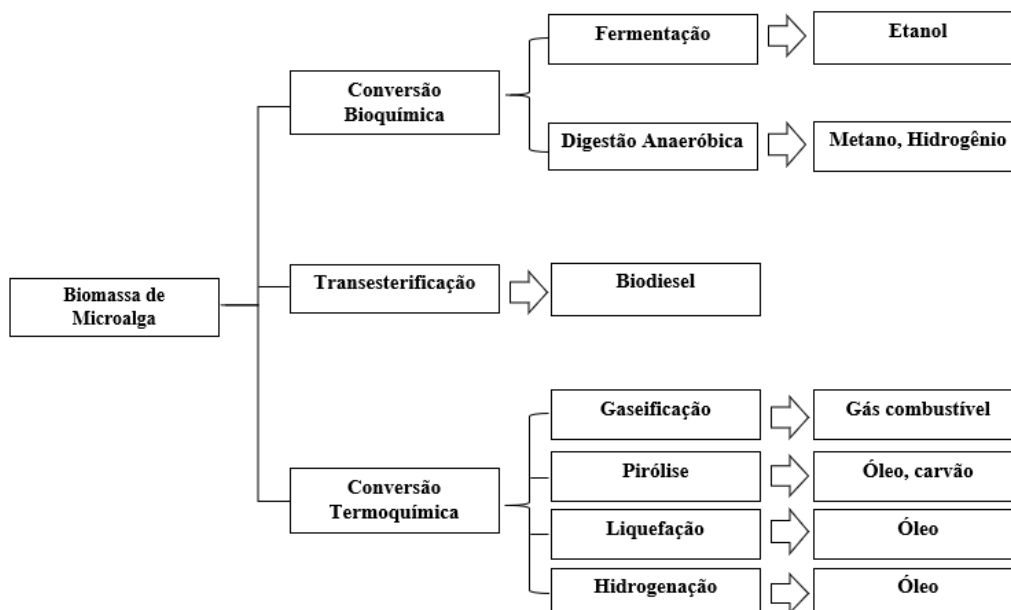 Fermentação
Etanol
Conversão
Bioquímica
Digestão Anaeróbica
Metano, Hidrogênio
Transesterificação
Biodiesel
Biomassa de
Microalga
Gaseificação
Gás combustível
Pirólise
Óleo, carvão
Conversão
Termoquímica
Liquefação
Óleo
Hidrogenação
Óleo